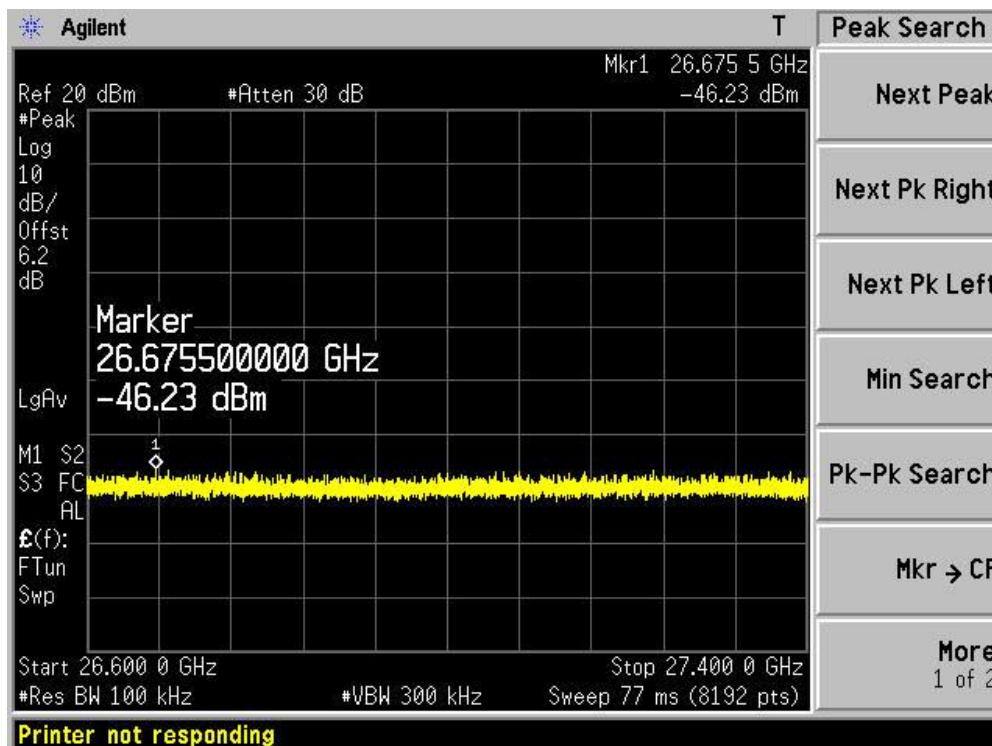 Agilent T Peak Search
Mkr1 26.675 5 GHz
Ref 20 dBm #Atten 30 dB -46.23 dBm
#Peak
Log
10
dB/
Offst
6.2
dB
Marker
26.675500000 GHz
-46.23 dBm
LgAv
1
M1 S2
S3 FC
AL
£(f):
FTun
Swp
Start 26.600 0 GHz Stop 27.400 0 GHz
#Res BW 100 kHz #VBW 300 kHz Sweep 77 ms (8192 pts)
Printer not responding
Next Peak
Next Pk Right
Next Pk Left
Min Search
Pk-Pk Search
Mkr → CF
More
1 of 2